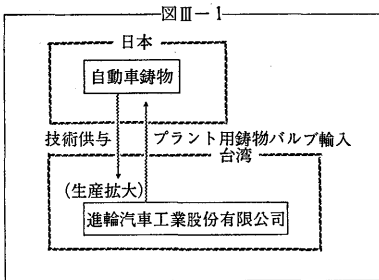 図Ⅲ-1
日本
自動車鋳物
技術供与 プラント用鋳物バルブ輸入
台湾
(生産拡大)
進輪汽車工業股份有限公司